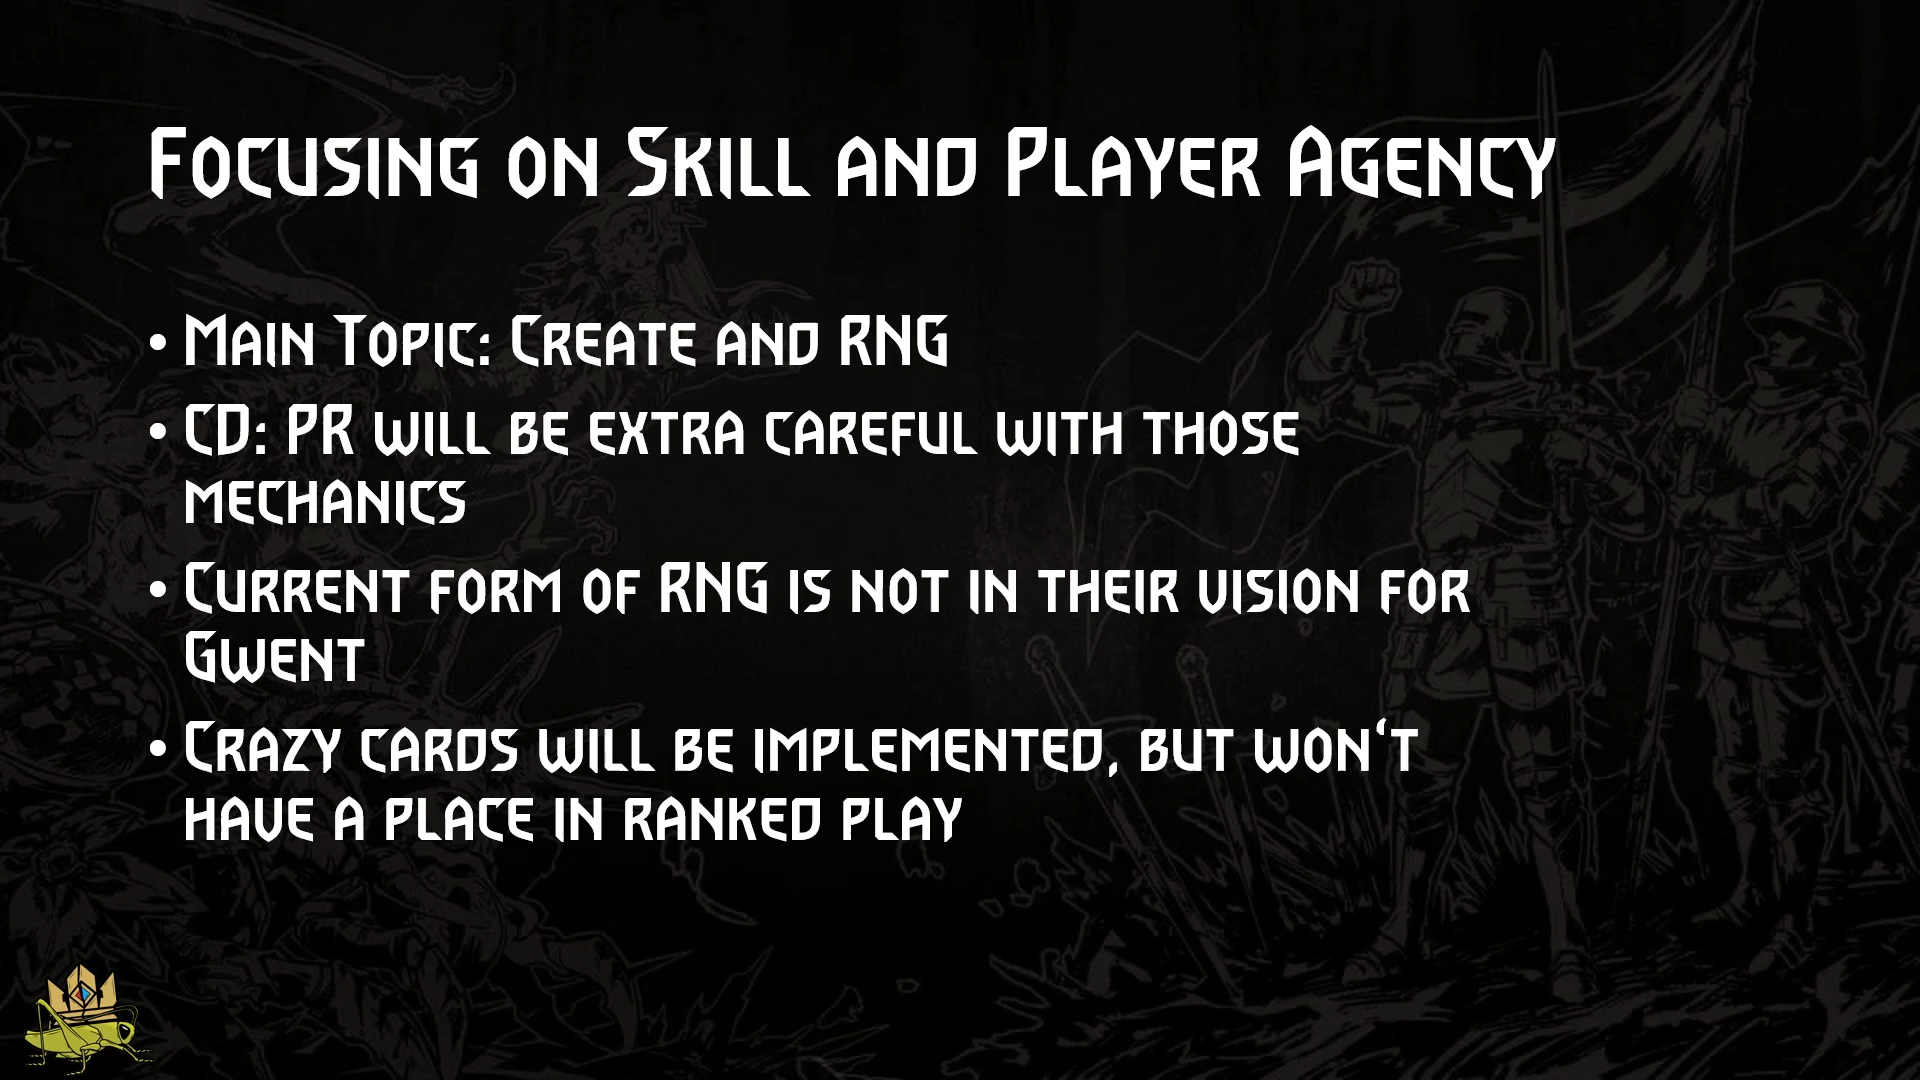 Focusing on Skill and Player Agency
• Main Topic: Create and RNG
• CD: PR will be extra careful with those
mechanics
• Current form of RNG is not in their vision for
Gwent
• Crazy cards will be implemented, but won‘t
have a place in ranked play